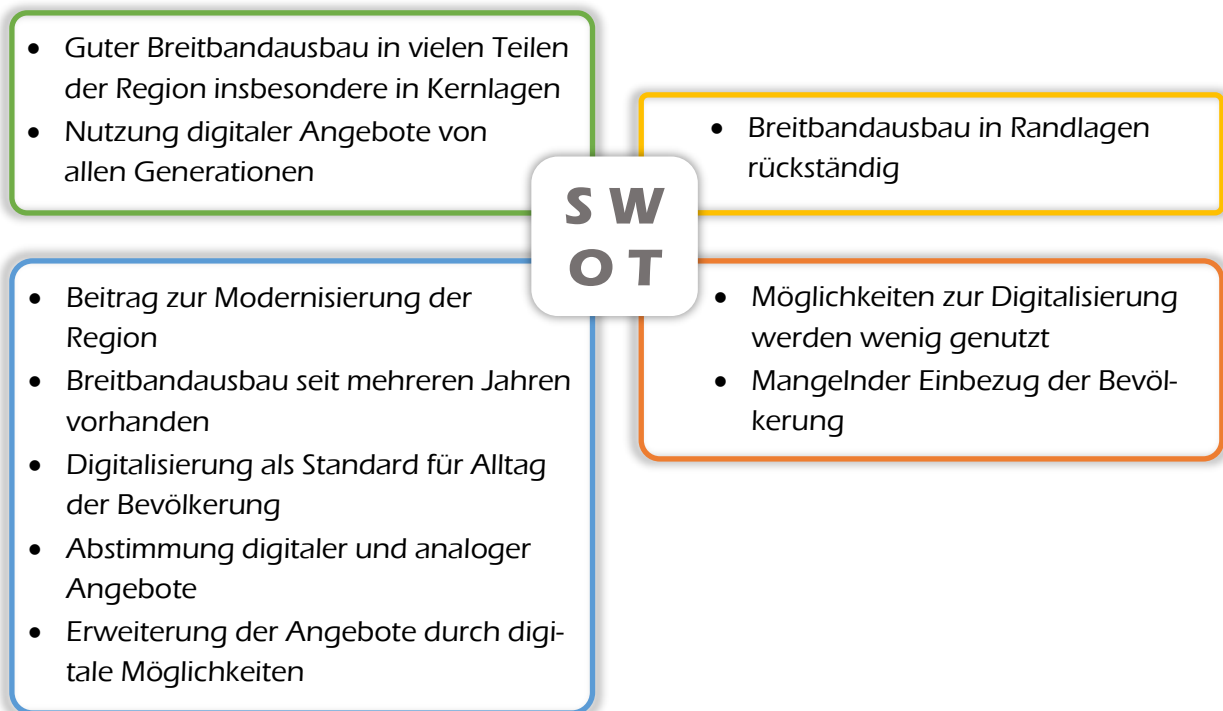 • Guter Breitbandausbau in vielen Teilen
der Region insbesondere in Kernlagen
• Nutzung digitaler Angebote von
allen Generationen
• Breitbandausbau in Randlagen
rückständig
S W
O T
• Beitrag zur Modernisierung der
Region
• Breitbandausbau seit mehreren Jahren
vorhanden
• Digitalisierung als Standard für Alltag
der Bevölkerung
• Abstimmung digitaler und analoger
Angebote
• Erweiterung der Angebote durch digi-
tale Möglichkeiten
• Möglichkeiten zur Digitalisierung
werden wenig genutzt
• Mangelnder Einbezug der Bevöl-
kerung